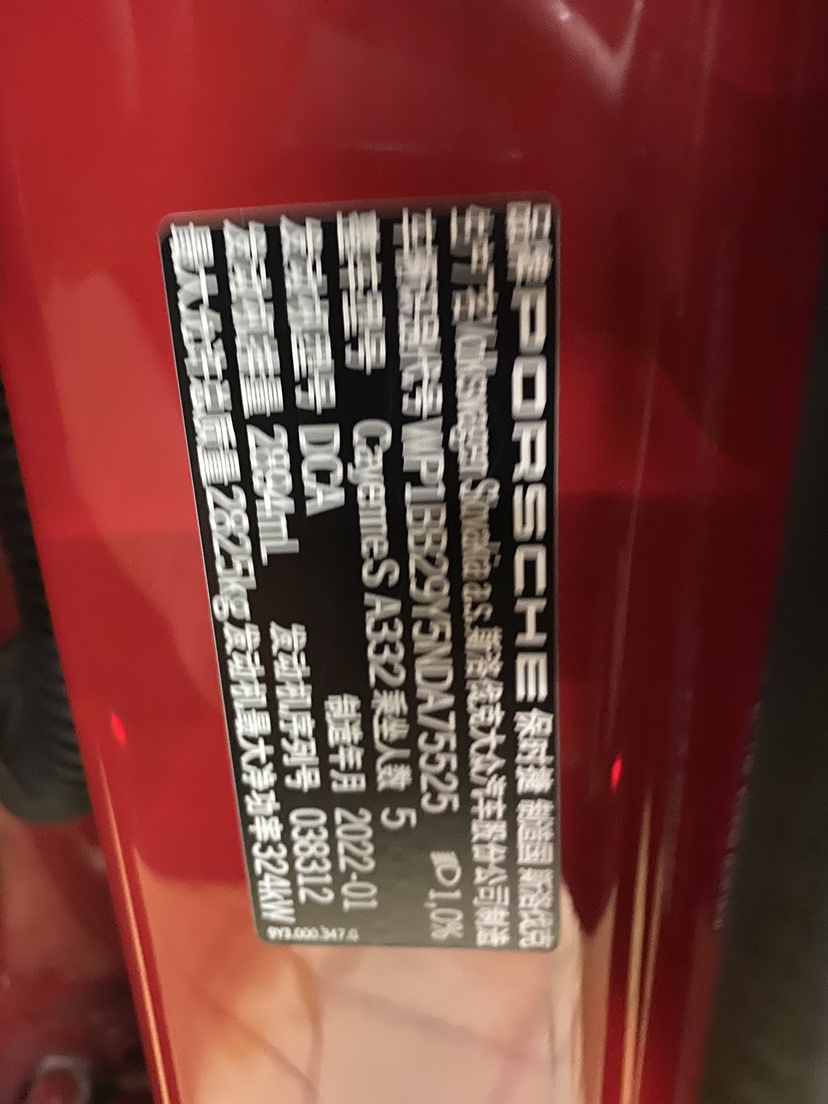 品牌 PORSCHE 保时捷 制造国 斯洛伐克
生产厂名 Volkswagen Slovakia a.s. 斯洛伐克大众汽车股份公司制造
车辆识别代号 WP1BB29Y5NDA75525 1,0%
整车型号 Cayenne S A332 乘坐人数 5
制造年月 2022-01
发动机型号 DCA 发动机序列号 038312
发动机排量 2894mL
最大允许总质量 2825kg 发动机最大净功率 324kW
9Y3.000.347.G